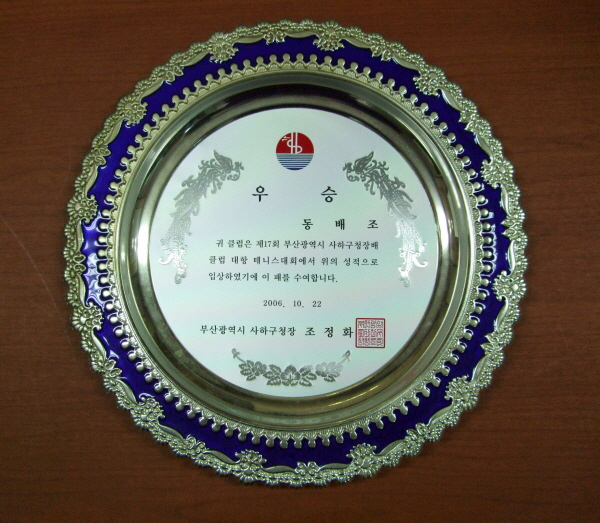 우 승
동 배 조
귀 클럽은 제17회 부산광역시 사하구청장배
클럽 대항 테니스대회에서 위의 성적으로
입상하였기에 이 패를 수여합니다.
2006. 10. 22
부산광역시 사하구청장 조 정 화